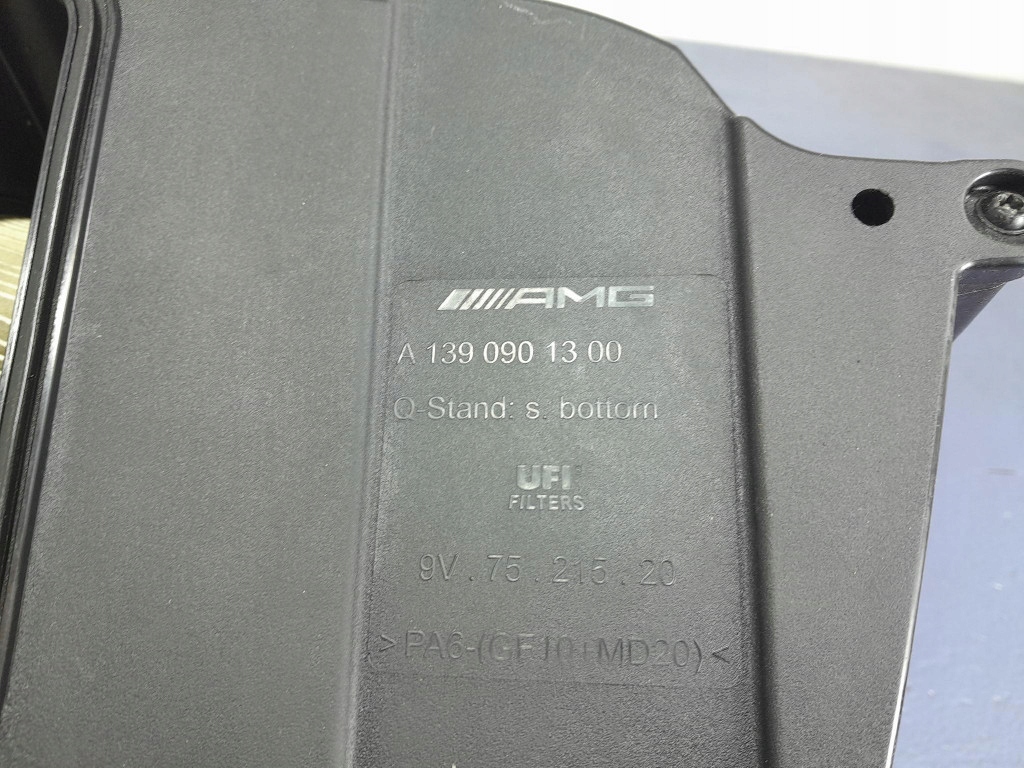 AMG
A 139 090 13 00
Q-Stand: s. bottom
UFI
FILTERS
9V . 75 . 215 . 20
>PA6-(GF10+MD20)<